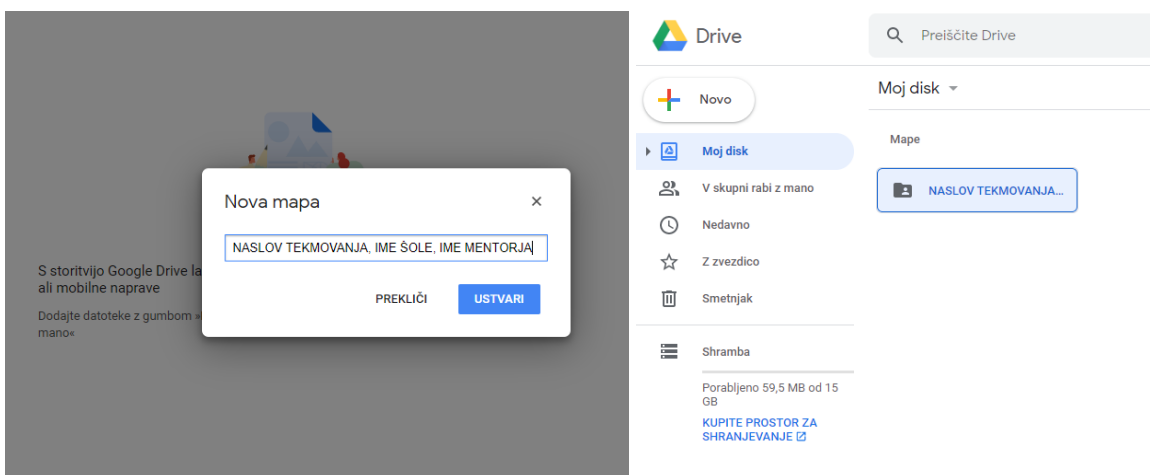 Nova mapa
NASLOV TEKMOVANJA, IME ŠOLE, IME MENTORJA
PREKLIČI
USTVARI
S storitvijo Google Drive la
ali mobilne naprave
Dodajte datoteke z gumbom »
mano«
Drive
Preiščite Drive
Novo
Moj disk
V skupni rabi z mano
Nedavno
Z zvezdico
Smetnjak
Shramba
Porabljeno 59,5 MB od 15
GB
KUPITE PROSTOR ZA
SHRANJEVANJE
Moj disk
Mape
NASLOV TEKMOVANJA...